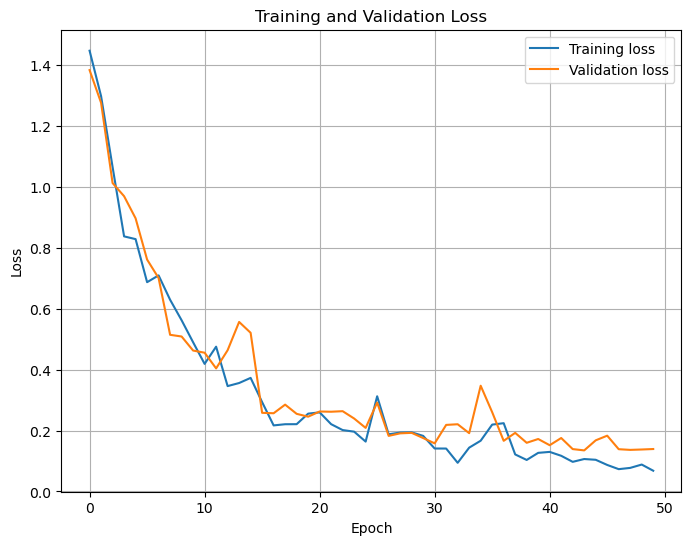 Training and Validation Loss
Training loss
Validation loss
Loss
1.4
1.2
1.0
0.8
0.6
0.4
0.2
0.0
0 10 20 30 40 50
Epoch